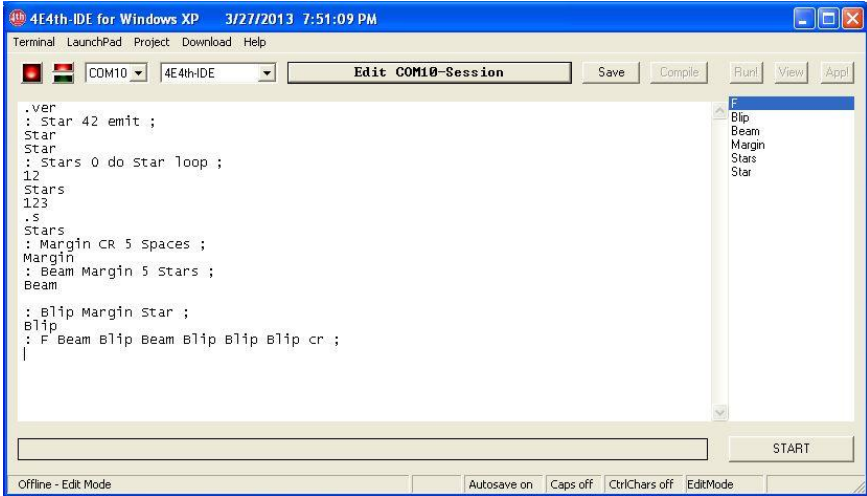 4E4th-IDE for Windows XP 3/27/2013 7:51:09 PM
Terminal LaunchPad Project Download Help
COM10 4E4th-IDE Edit COM10-Session Save Compile Run! View Appl
.ver
: Star 42 emit ;
Star
Star
: Stars 0 do Star loop ;
12
Stars
123
.s
Stars
: Margin CR 5 Spaces ;
Margin
: Beam Margin 5 Stars ;
Beam
: Blip Margin Star ;
Blip
: F Beam Blip Beam Blip Blip Blip cr ;
F
Blip
Beam
Margin
Stars
Star
START
Offline - Edit Mode Autosave on Caps off CtrlChars off EditMode